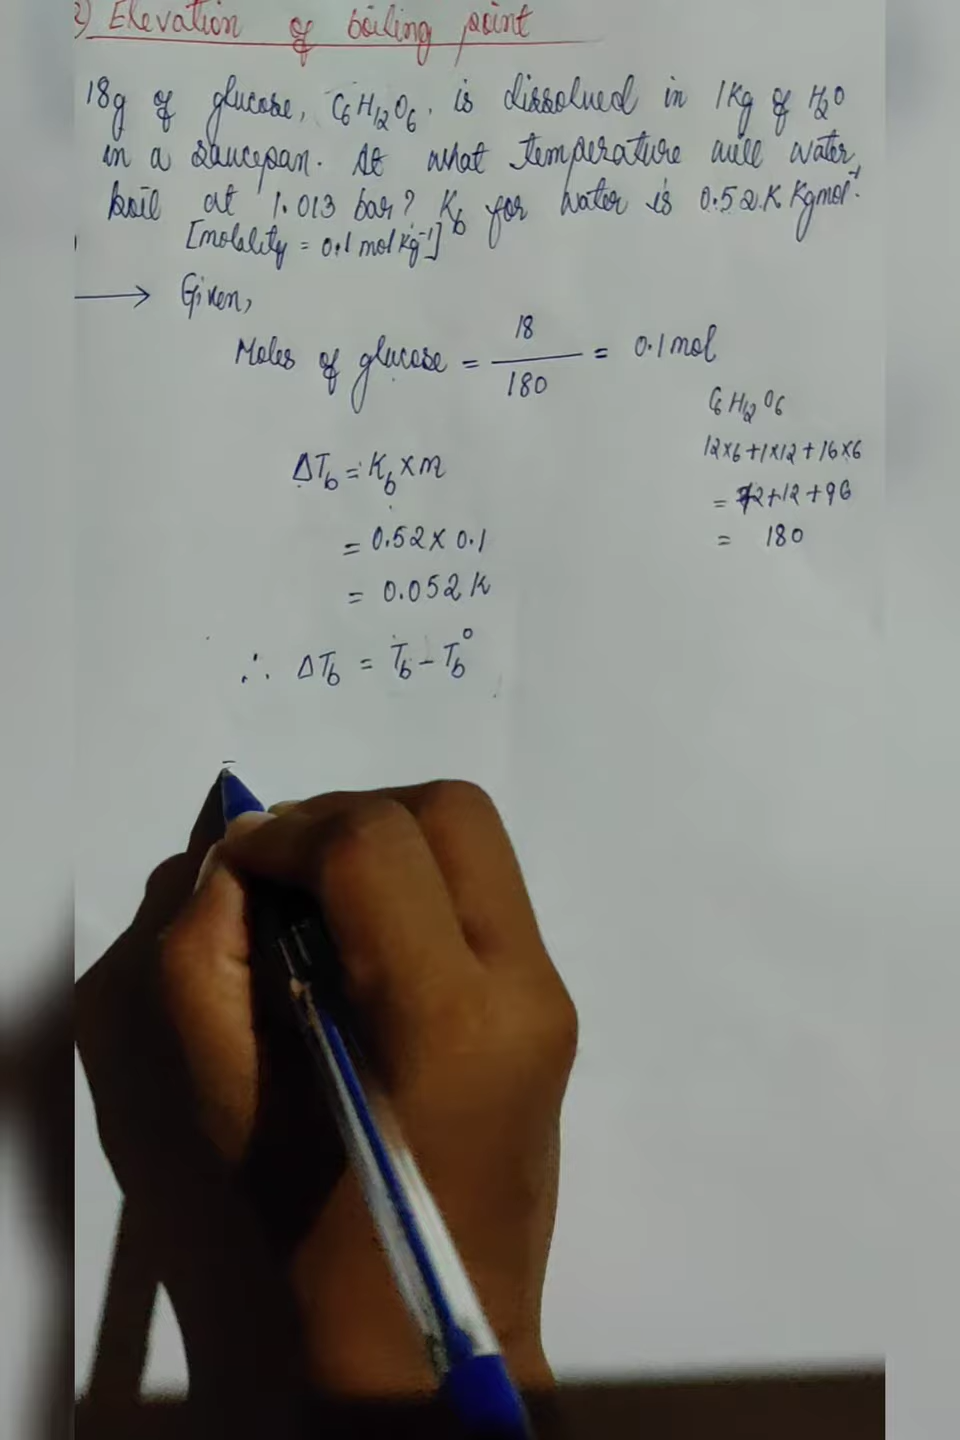 2) Elevation of boiling point
18g of glucose, C6H12O6, is dissolved in 1Kg of H2O
in a saucepan. At what temperature will water
boil at 1.013 bar? Kb for water is 0.52 K Kg mol⁻¹.
[molality = 0.1 mol kg⁻¹]
→ Given,
Moles of glucose = 18/180 = 0.1 mol
C6H12O6
12×6+1×12+16×6
= 72+12+96
= 180
ΔTb = Kb × m
= 0.52 × 0.1
= 0.052 K
∴ ΔTb = Tb − Tb°